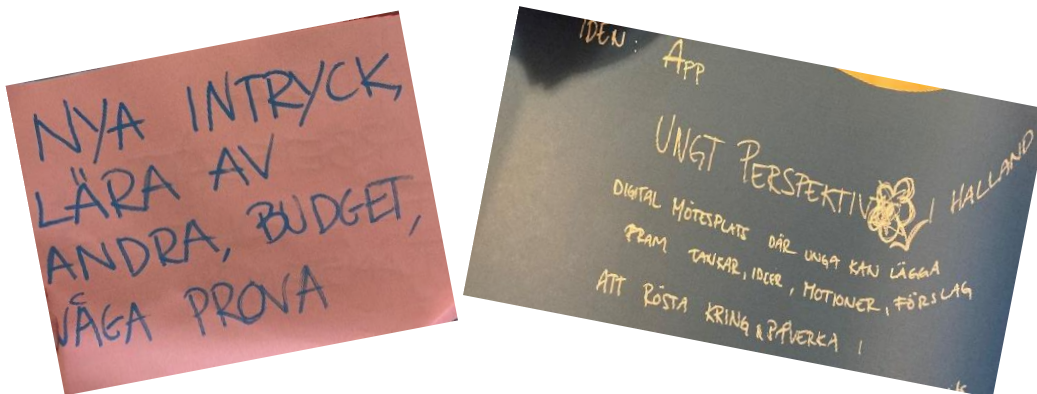 NYA INTRYCK,
LÄRA AV
ANDRA, BUDGET,
VÅGA PROVA
IDEN: APP
UNGT PERSPEKTIV I HALLAND
DIGITAL MÖTESPLATS DÄR UNGA KAN LÄGGA
FRAM TANKAR, IDEER, MOTIONER, FÖRSLAG
ATT RÖSTA KRING & PÅVERKA !